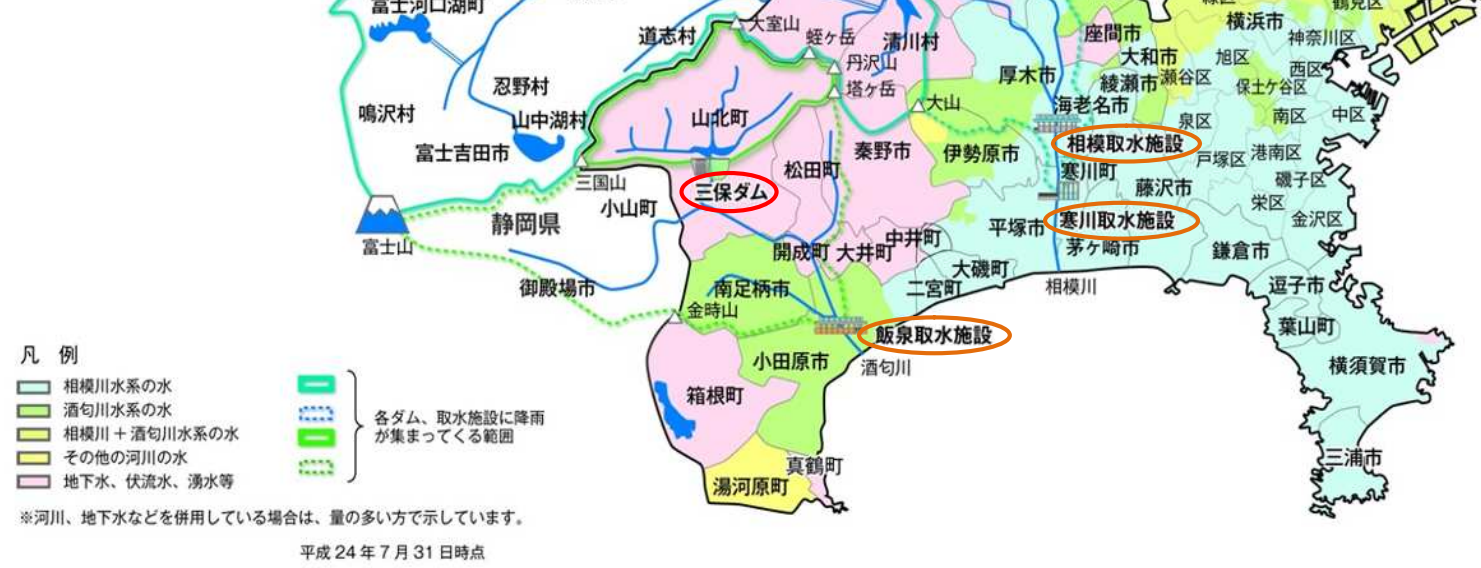 富士河口湖町
緑区
鶴見区
道志村
大室山
蛭ヶ岳
清川村
座間市
横浜市
神奈川区
丹沢山
大和市
旭区
西区
厚木市
綾瀬市
瀬谷区
保土ケ谷区
忍野村
塔ヶ岳
大山
海老名市
鳴沢村
山中湖村
山北町
泉区
南区
中区
相模取水施設
富士吉田市
秦野市
伊勢原市
戸塚区
港南区
松田町
寒川町
三国山
三保ダム
藤沢市
磯子区
小山町
栄区
静岡県
平塚市
寒川取水施設
金沢区
富士山
中井町
開成町
大井町
茅ヶ崎市
鎌倉市
大磯町
御殿場市
南足柄市
二宮町
相模川
逗子市
金時山
葉山町
飯泉取水施設
小田原市
酒匂川
横須賀市
箱根町
三浦市
真鶴町
湯河原町
凡 例
相模川水系の水
酒匂川水系の水
相模川＋酒匂川水系の水
その他の河川の水
地下水、伏流水、湧水等
各ダム、取水施設に降雨
が集まってくる範囲
※河川、地下水などを併用している場合は、量の多い方で示しています。
平成 24 年 7 月 31 日時点